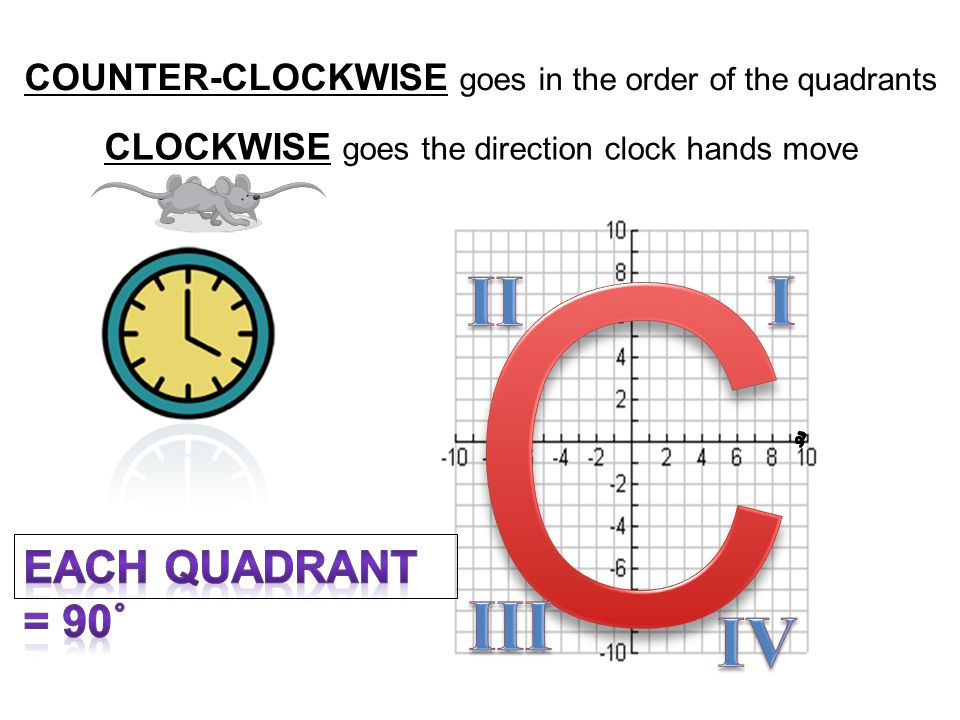 COUNTER-CLOCKWISE goes in the order of the quadrants
CLOCKWISE goes the direction clock hands move
10
II
I
8
C
4
2
-10
-4 -2
2 4 6 8 10
-2
-4
-6
EACH QUADRANT
= 90°
III
IV
-10